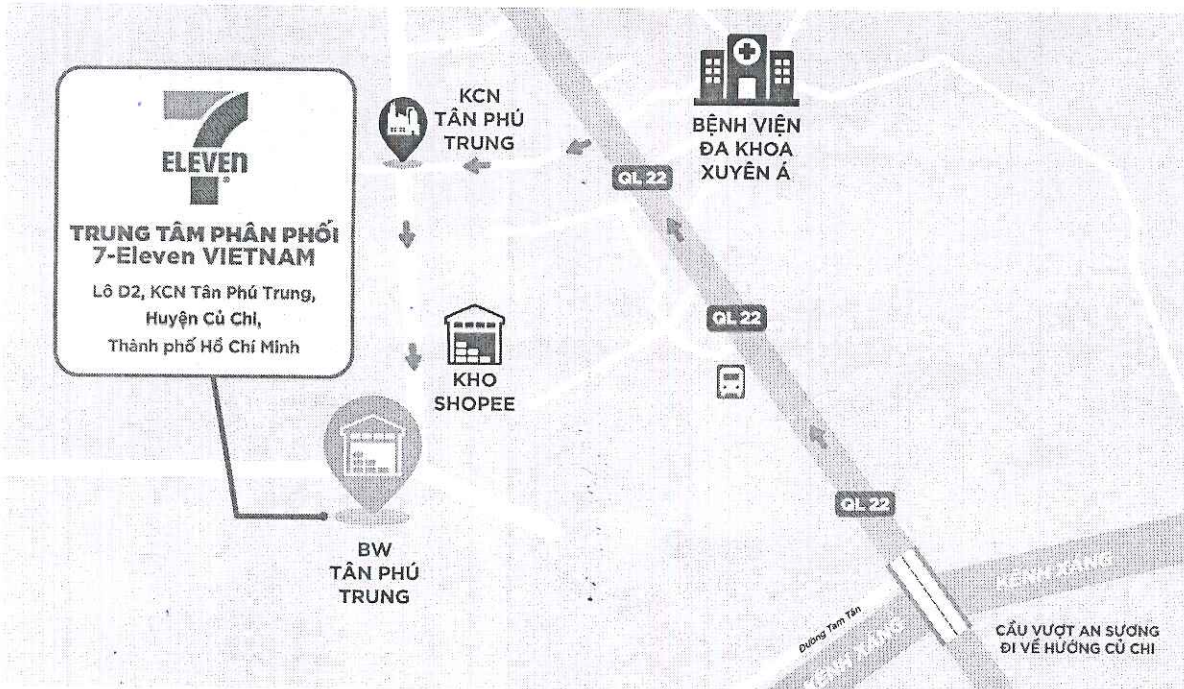 7
ELEVEN
TRUNG TÂM PHÂN PHỐI
7-Eleven VIETNAM
Lô D2, KCN Tân Phú Trung,
Huyện Củ Chi,
Thành phố Hồ Chí Minh
KCN
TÂN PHÚ
TRUNG
BỆNH VIỆN
ĐA KHOA
XUYÊN Á
QL 22
QL 22
KHO
SHOPEE
QL 22
BW
TÂN PHÚ
TRUNG
KÊNH XÁNG
Đường Tam Tân
KÊNH XÁNG
CẦU VƯỢT AN SƯƠNG
ĐI VỀ HƯỚNG CỦ CHI